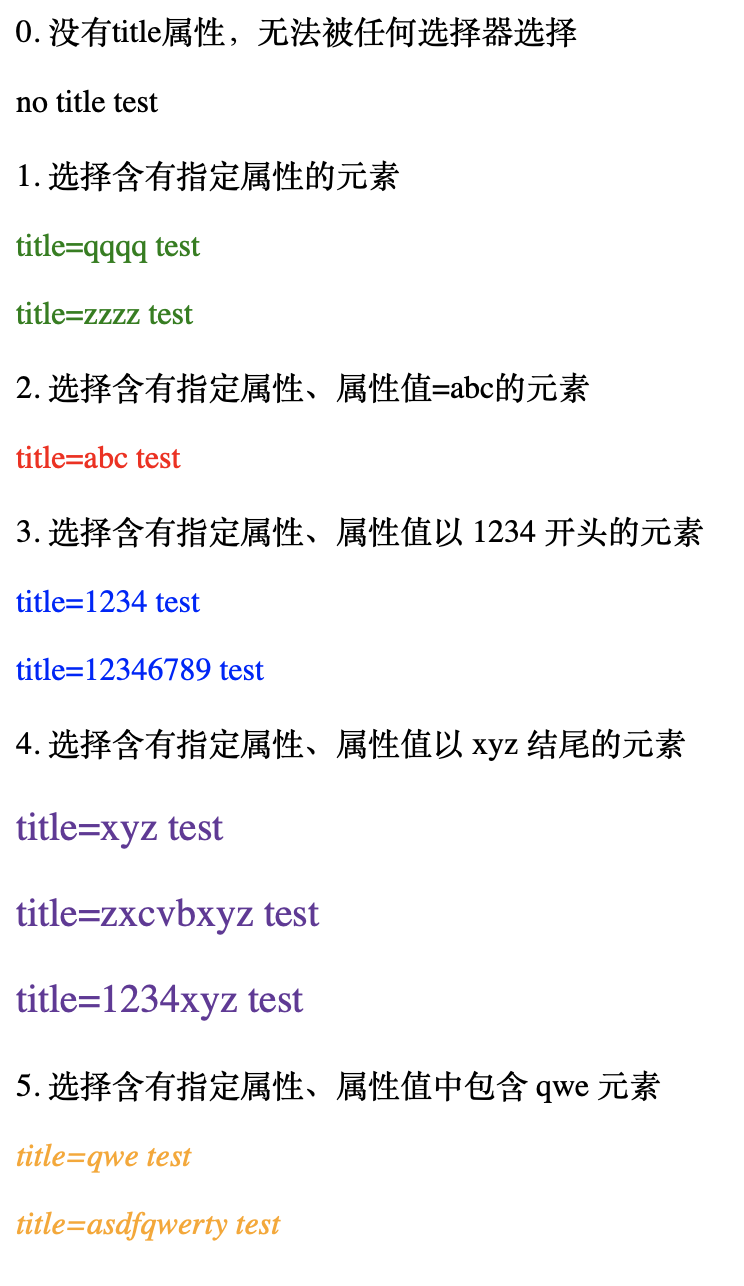 0. 没有title属性，无法被任何选择器选择
no title test
1. 选择含有指定属性的元素
title=qqqq test
title=zzzz test
2. 选择含有指定属性、属性值=abc的元素
title=abc test
3. 选择含有指定属性、属性值以 1234 开头的元素
title=1234 test
title=12346789 test
4. 选择含有指定属性、属性值以 xyz 结尾的元素
title=xyz test
title=zxcvbxyz test
title=1234xyz test
5. 选择含有指定属性、属性值中包含 qwe 元素
title=qwe test
title=asdfqwerty test